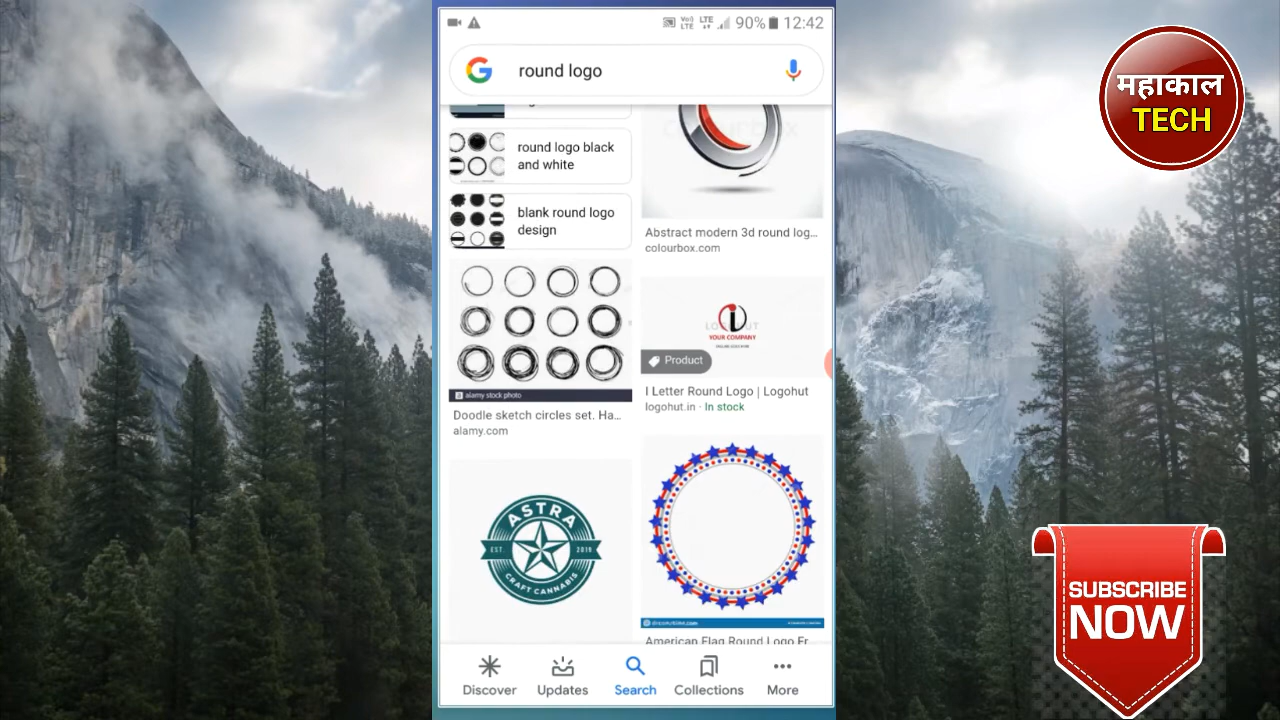 90% 12:42
round logo
round logo black
and white
blank round logo
design
Abstract modern 3d round log...
colourbox.com
YOUR COMPANY
Product
alamy stock photo
Doodle sketch circles set. Ha...
alamy.com
I Letter Round Logo | Logohut
logohut.in · In stock
ASTRA
EST. 2016
CRAFT CANNABIS
American Flag Round Logo Fr...
Discover Updates Search Collections More
महाकाल
TECH
SUBSCRIBE
NOW